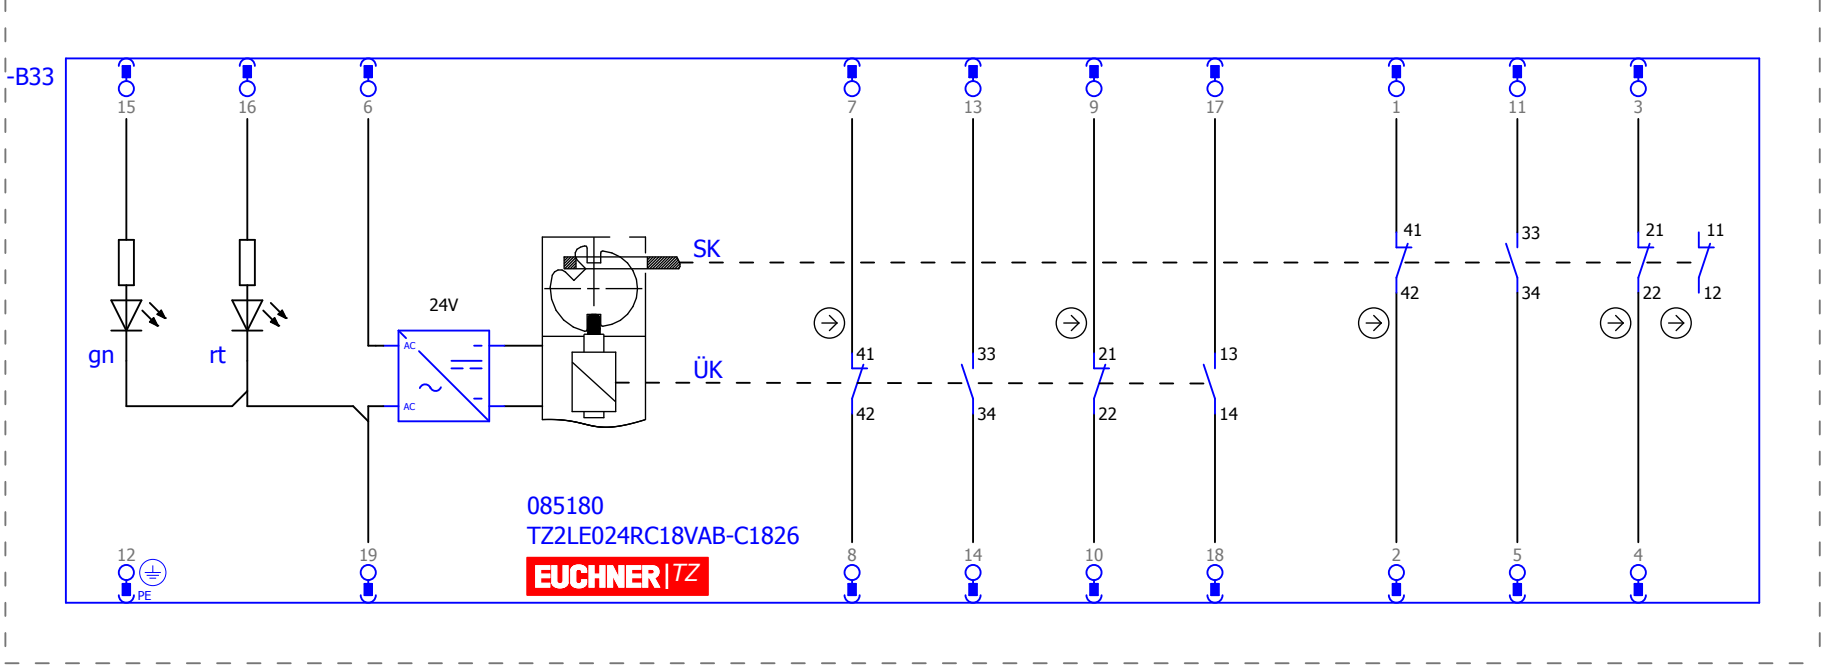 -B33
15 16 6 7 13 9 17 1 11 3
SK
41 33 21 11
42 34 22 12
24V
gn rt
AC
AC
ÜK
41 33 21 13
42 34 22 14
085180
TZ2LE024RC18VAB-C1826
EUCHNER|TZ
12 19 8 14 10 18 2 5 4
PE